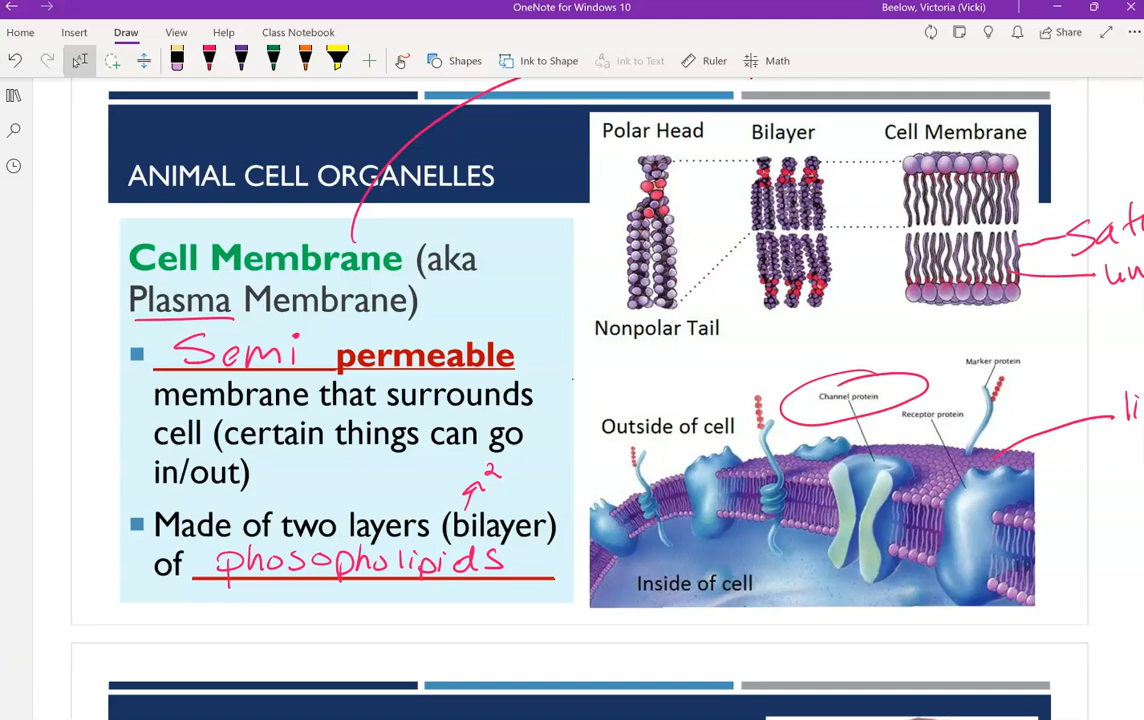 OneNote for Windows 10
Beelow, Victoria (Vicki)
Home Insert Draw View Help Class Notebook
Share
Shapes Ink to Shape Ink to Text Ruler Math
ANIMAL CELL ORGANELLES
Polar Head Bilayer Cell Membrane
Nonpolar Tail
Cell Membrane (aka
Plasma Membrane)
Semi permeable
membrane that surrounds
cell (certain things can go
in/out)
2
Made of two layers (bilayer)
of phosopholipids
Marker protein
Channel protein
Receptor protein
Outside of cell
Inside of cell